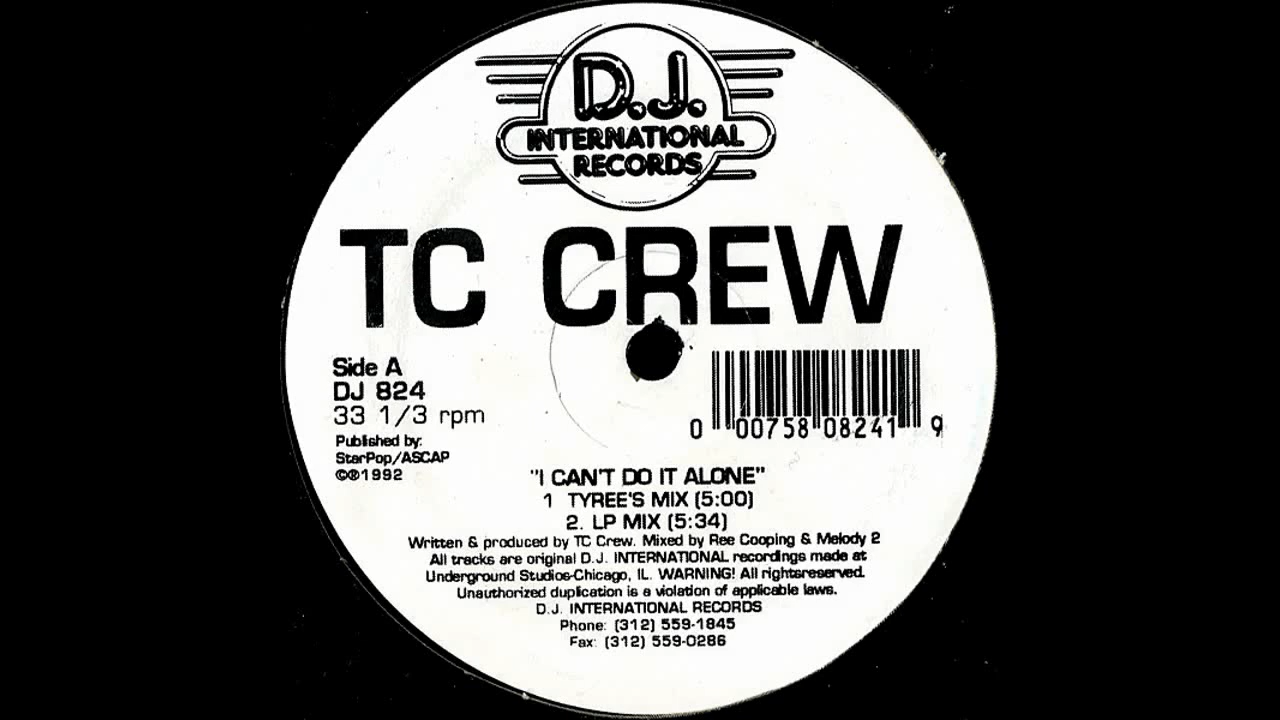 D.J.
INTERNATIONAL
RECORDS
TC CREW
Side A
DJ 824
33 1/3 rpm
Published by:
StarPop/ASCAP
©℗1992
0 00758 08241 9
"I CAN'T DO IT ALONE"
1 TYREE'S MIX (5:00)
2. LP MIX (5:34)
Written & produced by TC Crew. Mixed by Ree Cooping & Melody 2
All tracks are original D.J. INTERNATIONAL recordings made at
Underground Studios-Chicago, IL. WARNING! All rightsreserved.
Unauthorized duplication is a violation of applicable laws.
D.J. INTERNATIONAL RECORDS
Phone: (312) 559-1845
Fax: (312) 559-0286